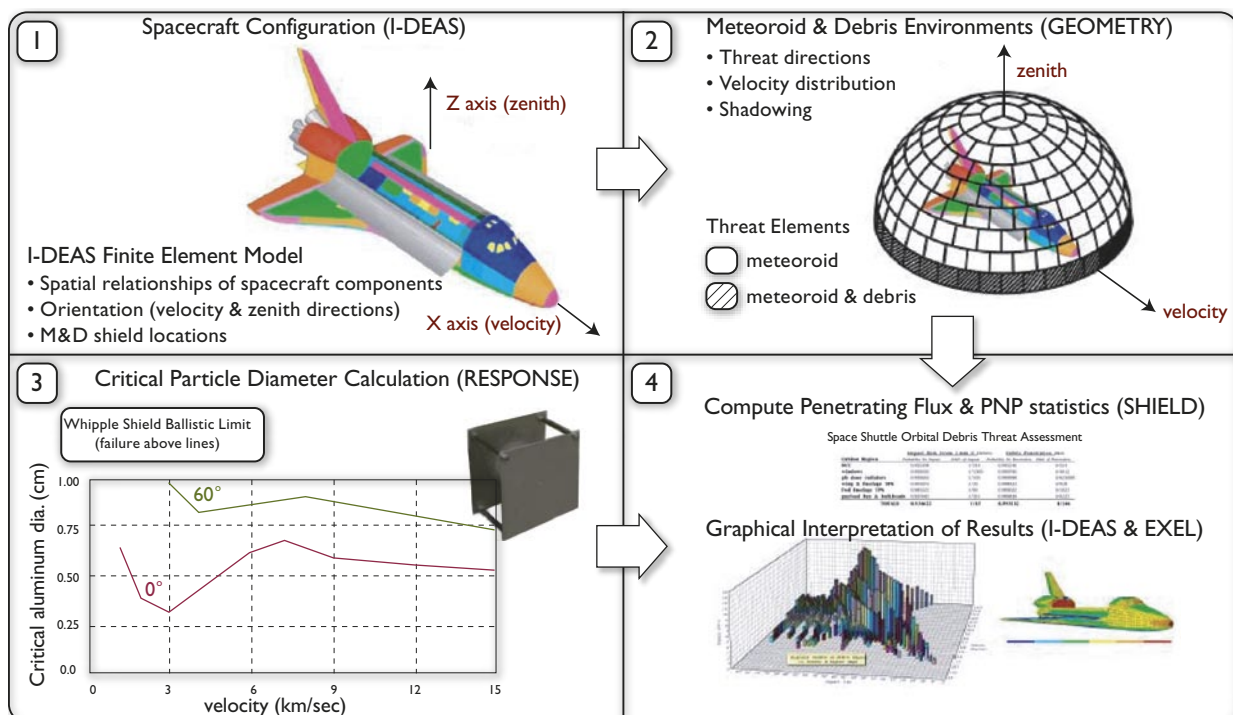 1
Spacecraft Configuration (I-DEAS)
Z axis (zenith)
I-DEAS Finite Element Model
• Spatial relationships of spacecraft components
• Orientation (velocity & zenith directions)
• M&D shield locations
X axis (velocity)
2
Meteoroid & Debris Environments (GEOMETRY)
• Threat directions
• Velocity distribution
• Shadowing
zenith
Threat Elements
meteoroid
meteoroid & debris
velocity
3
Critical Particle Diameter Calculation (RESPONSE)
Whipple Shield Ballistic Limit
(failure above lines)
Critical aluminum dia. (cm)
1.00
0.75
0.50
0.25
0.0
60°
0°
0 3 6 9 12 15
velocity (km/sec)
4
Compute Penetrating Flux & PNP statistics (SHIELD)
Space Shuttle Orbital Debris Threat Assessment
Graphical Interpretation of Results (I-DEAS & EXEL)